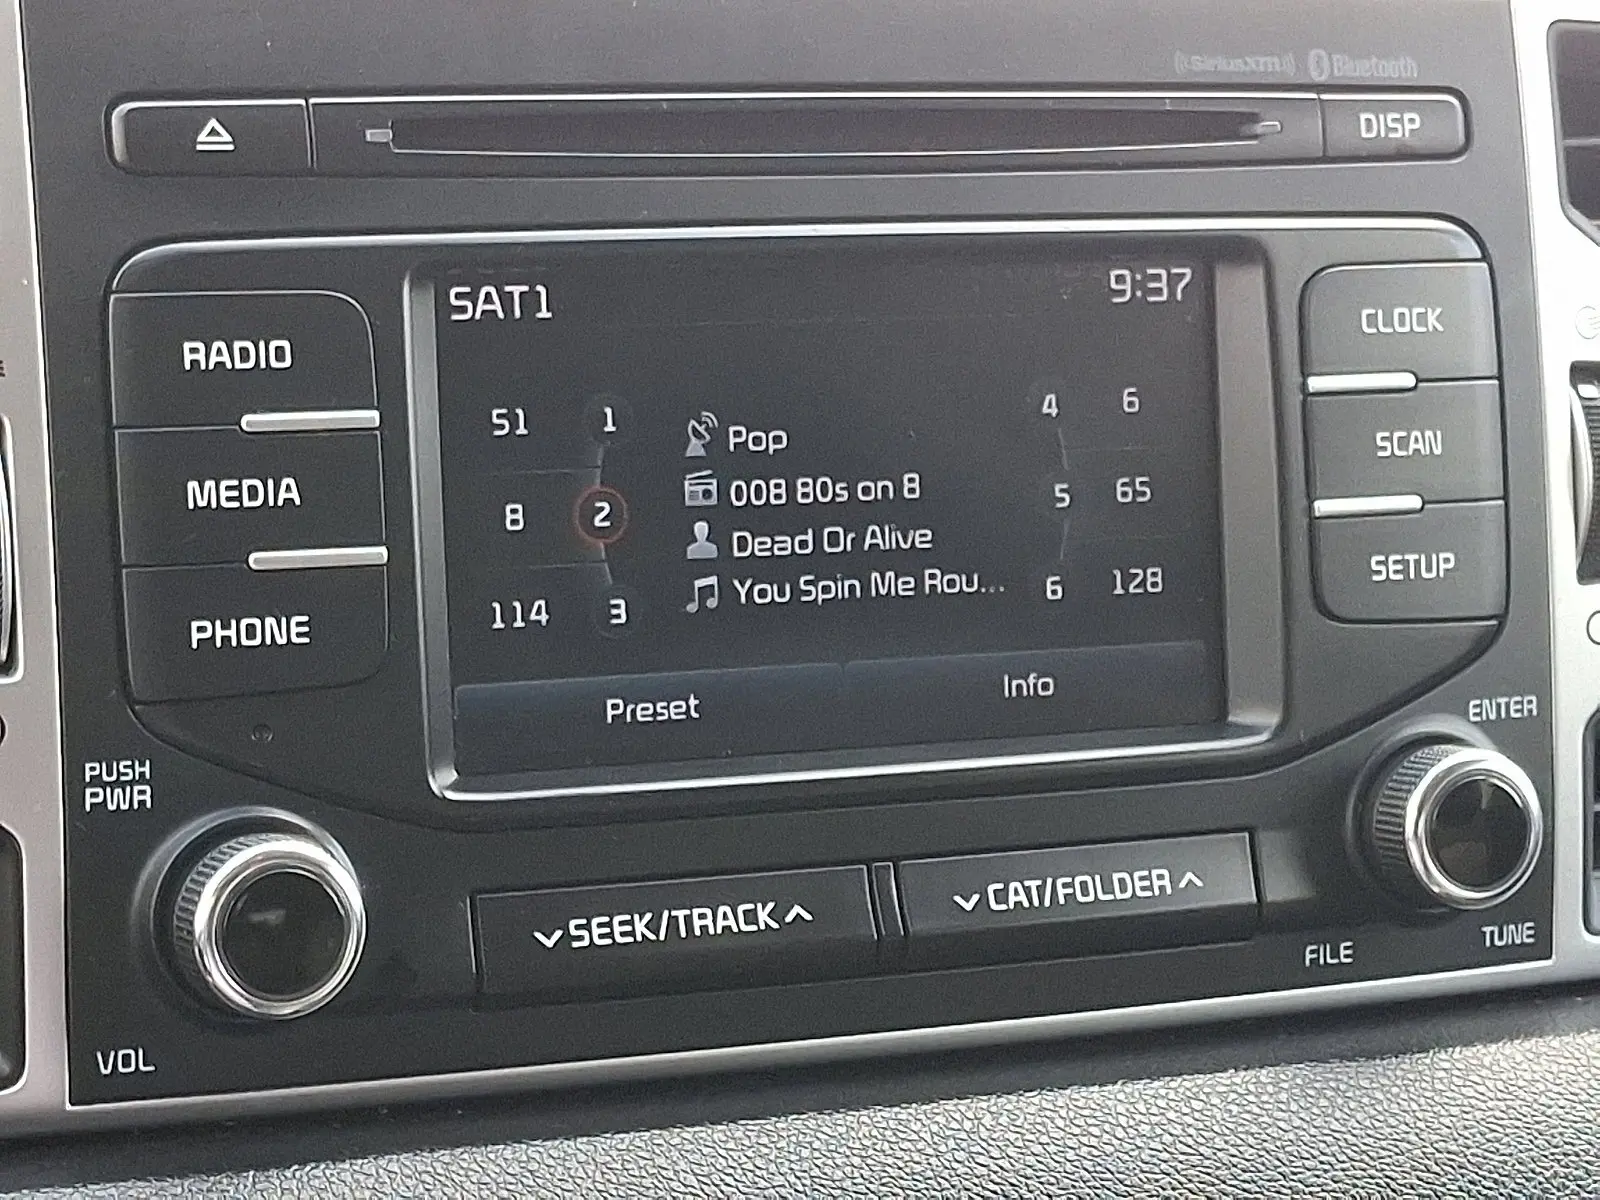 SiriusXM Bluetooth
DISP
SAT1 9:37
RADIO
MEDIA
PHONE
51 1
8 2
114 3
Pop
008 80s on 8
Dead Or Alive
You Spin Me Rou...
4 6
5 65
6 128
Preset Info
CLOCK
SCAN
SETUP
PUSH
PWR
VOL
SEEK/TRACK
CAT/FOLDER
ENTER
FILE
TUNE